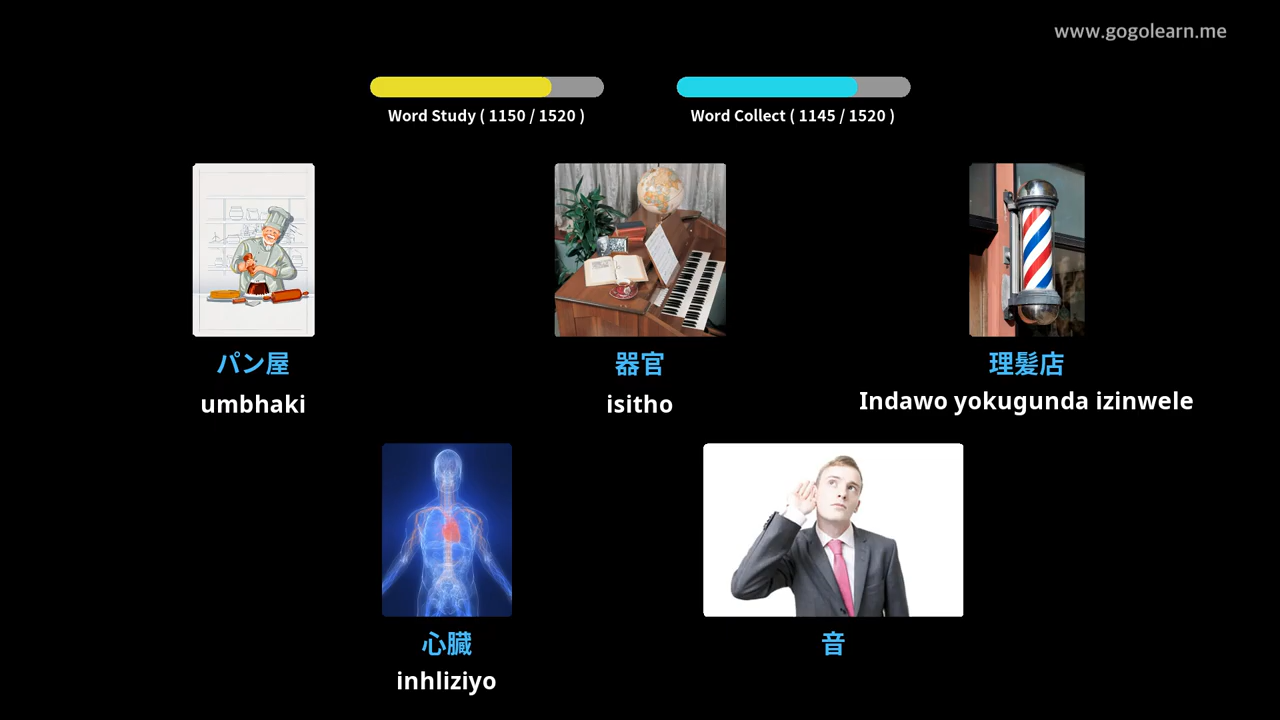 www.gogolearn.me
Word Study ( 1150 / 1520 )
Word Collect ( 1145 / 1520 )
パン屋
umbhaki
器官
isitho
理髪店
Indawo yokugunda izinwele
心臓
inhliziyo
音